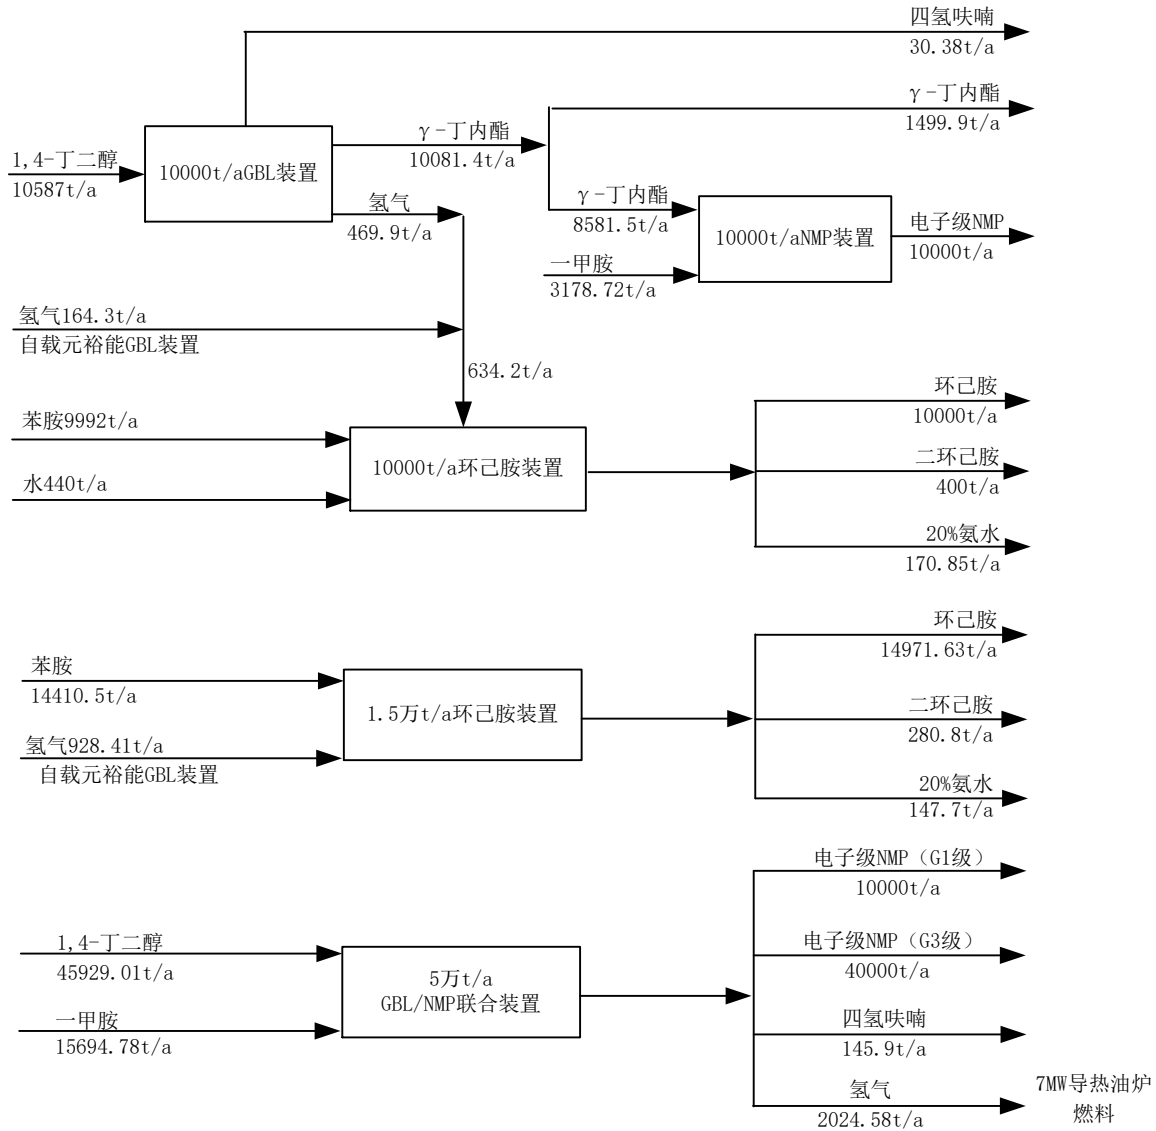 四氢呋喃
30.38t/a
γ-丁内酯
1499.9t/a
γ-丁内酯
10081.4t/a
1,4-丁二醇
10587t/a
10000t/aGBL装置
氢气
469.9t/a
γ-丁内酯
8581.5t/a
10000t/aNMP装置
电子级NMP
10000t/a
一甲胺
3178.72t/a
氢气164.3t/a
自载元裕能GBL装置
634.2t/a
苯胺9992t/a
水440t/a
10000t/a环己胺装置
环己胺
10000t/a
二环己胺
400t/a
20%氨水
170.85t/a
苯胺
14410.5t/a
氢气928.41t/a
自载元裕能GBL装置
1.5万t/a环己胺装置
环己胺
14971.63t/a
二环己胺
280.8t/a
20%氨水
147.7t/a
1,4-丁二醇
45929.01t/a
一甲胺
15694.78t/a
5万t/a
GBL/NMP联合装置
电子级NMP（G1级）
10000t/a
电子级NMP（G3级）
40000t/a
四氢呋喃
145.9t/a
氢气
2024.58t/a
7MW导热油炉
燃料